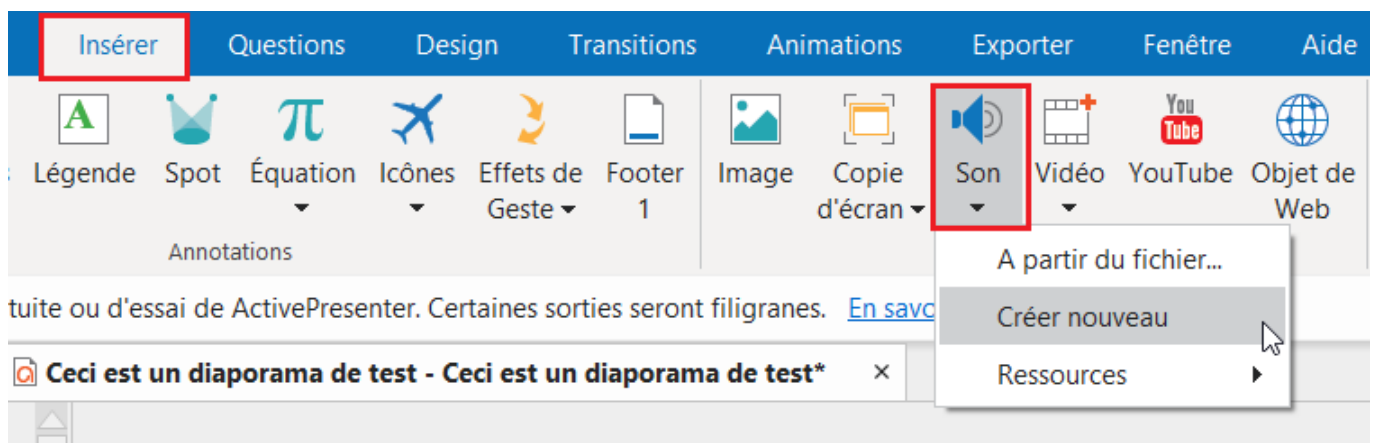 Insérer Questions Design Transitions Animations Exporter Fenêtre Aide
A π You Tube
Légende Spot Équation Icônes Effets de Geste Footer 1 Image Copie d'écran Son Vidéo YouTube Objet de Web
Annotations
A partir du fichier...
tuite ou d'essai de ActivePresenter. Certaines sorties seront filigranes. En savo
Créer nouveau
Ceci est un diaporama de test - Ceci est un diaporama de test* ×
Ressources